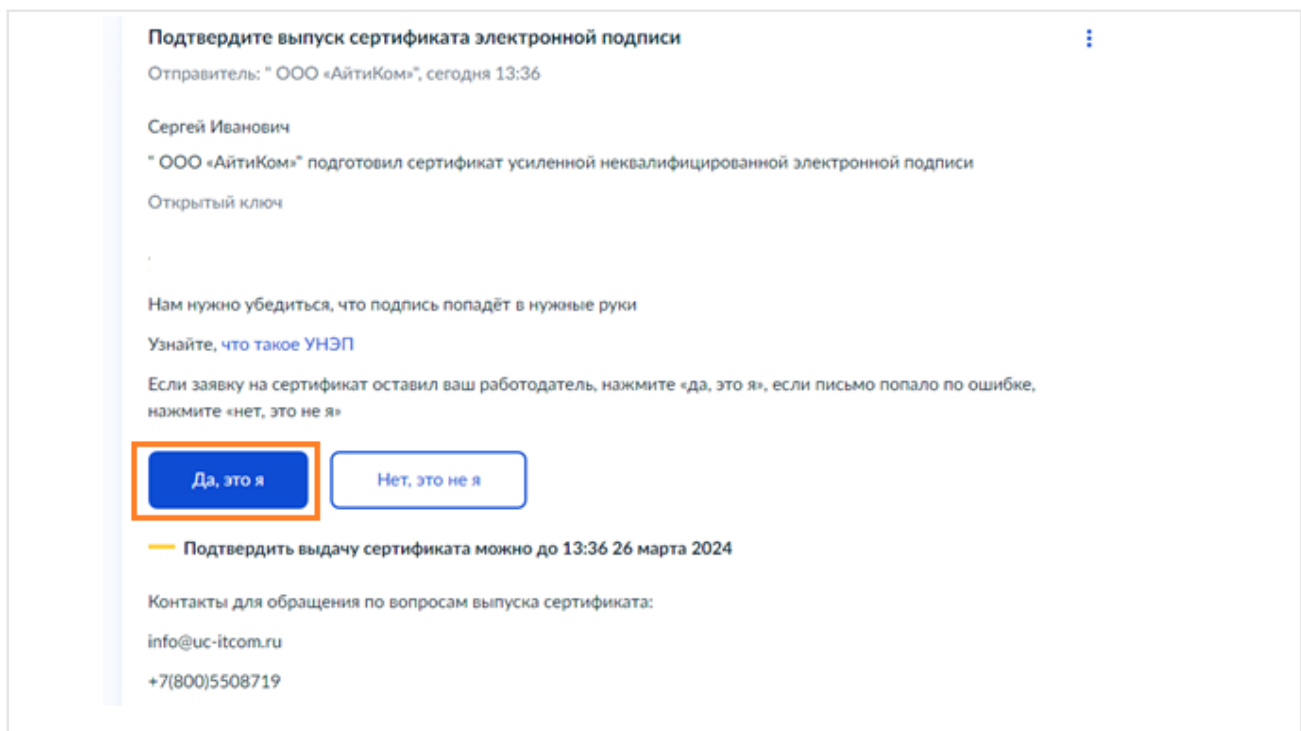 Подтвердите выпуск сертификата электронной подписи
Отправитель: " ООО «АйтиКом»", сегодня 13:36
Сергей Иванович
" ООО «АйтиКом»" подготовил сертификат усиленной неквалифицированной электронной подписи
Открытый ключ
Нам нужно убедиться, что подпись попадёт в нужные руки
Узнайте, что такое УНЭП
Если заявку на сертификат оставил ваш работодатель, нажмите «да, это я», если письмо попало по ошибке,
нажмите «нет, это не я»
Да, это я Нет, это не я
Подтвердить выдачу сертификата можно до 13:36 26 марта 2024
Контакты для обращения по вопросам выпуска сертификата:
info@uc-itcom.ru
+7(800)5508719